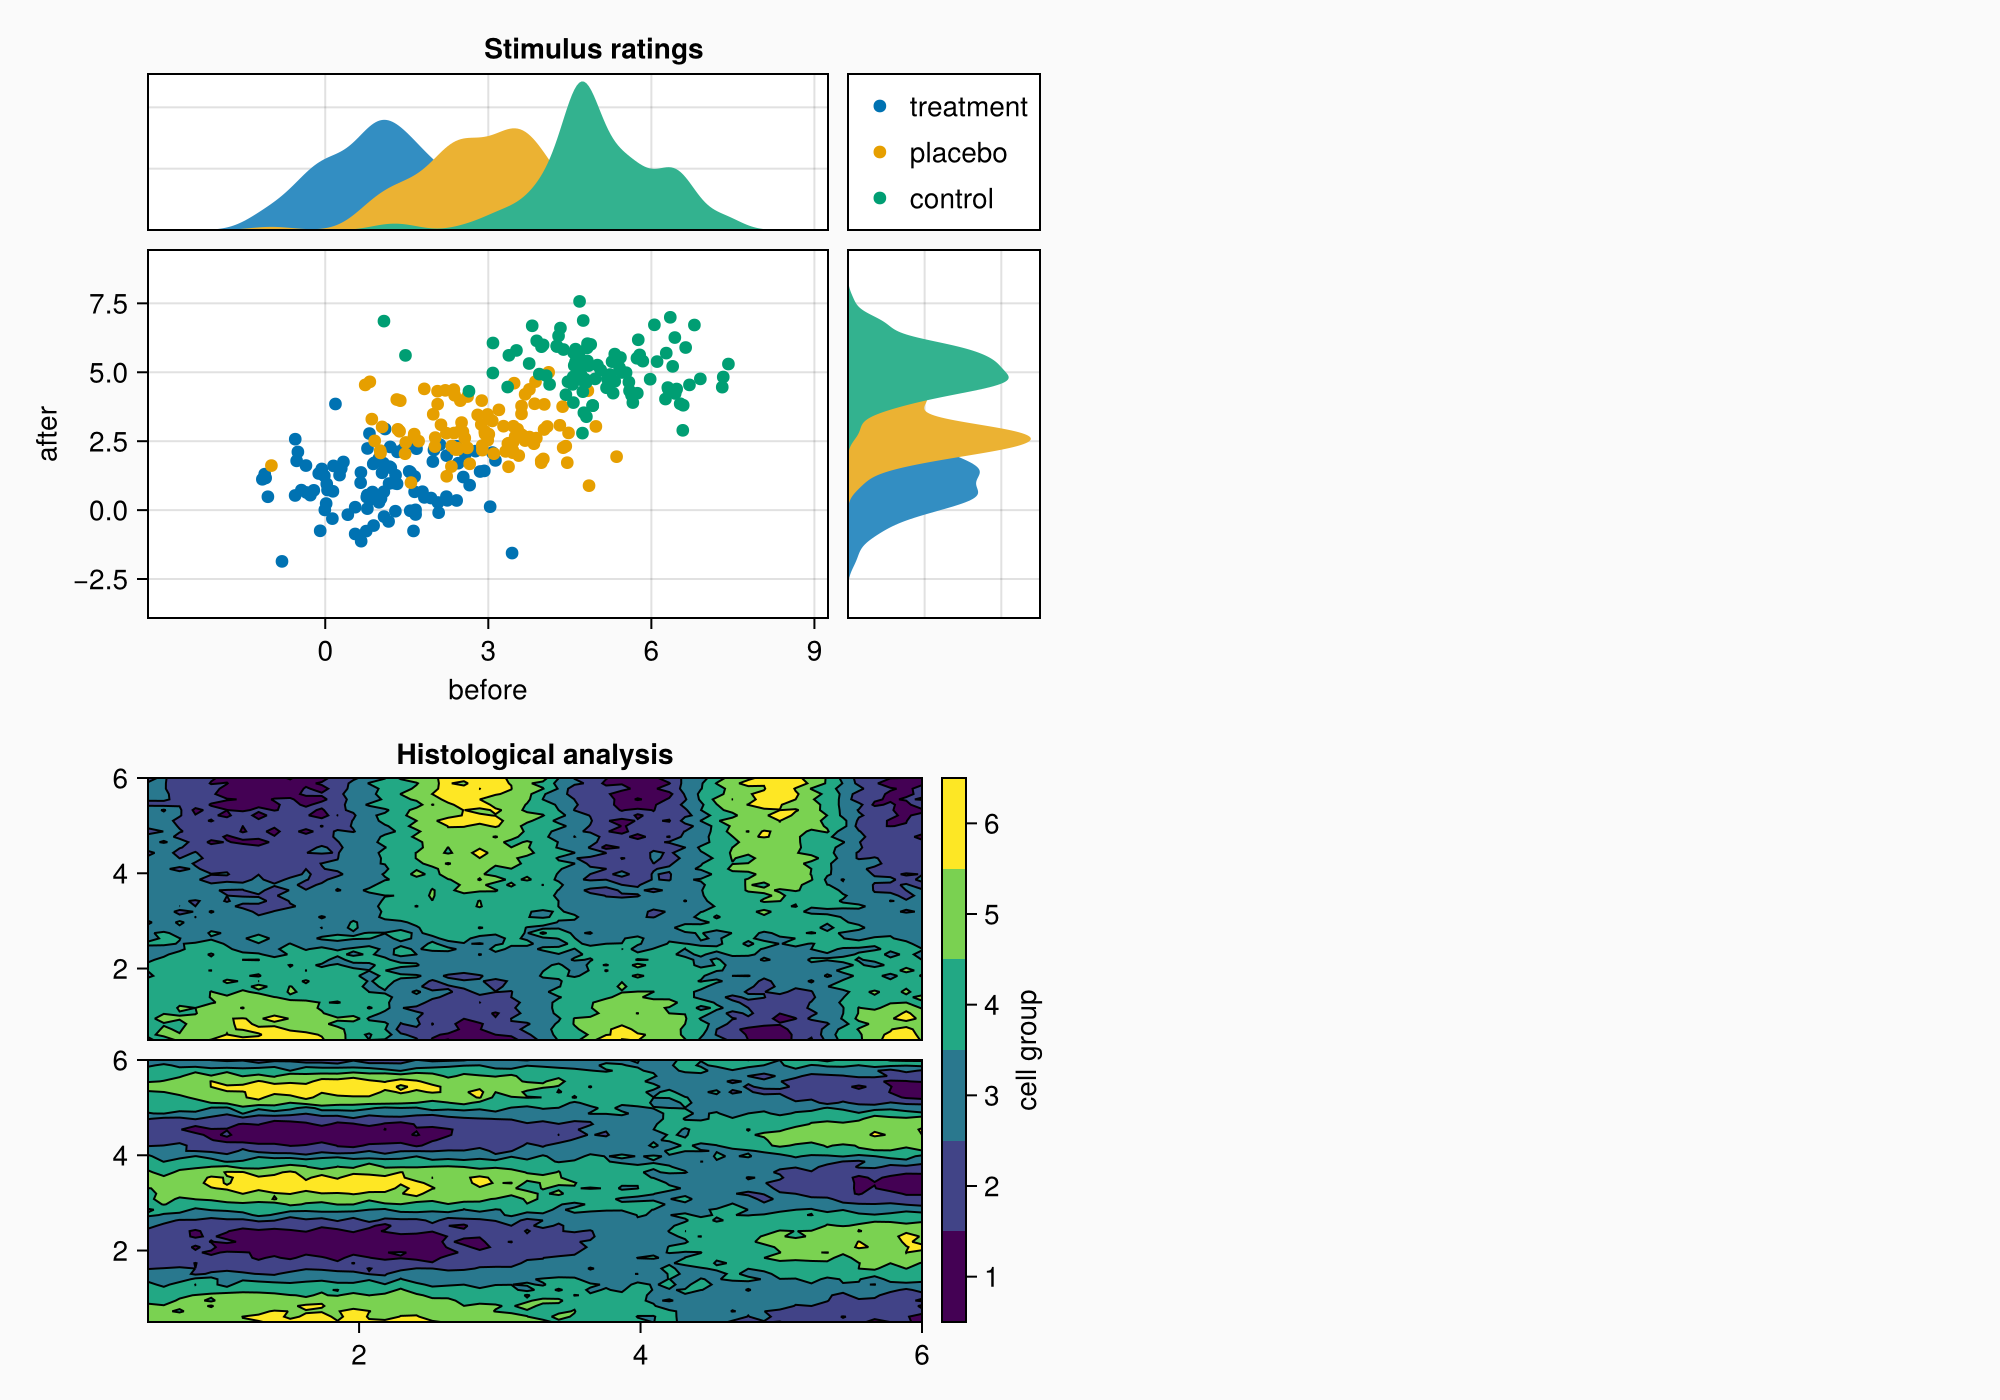 Stimulus ratings
treatment
placebo
control
7.5
5.0
2.5
0.0
−2.5
after
0 3 6 9
before
Histological analysis
6
4
2
6
4
2
2 4 6
6
5
4
3
2
1
cell group